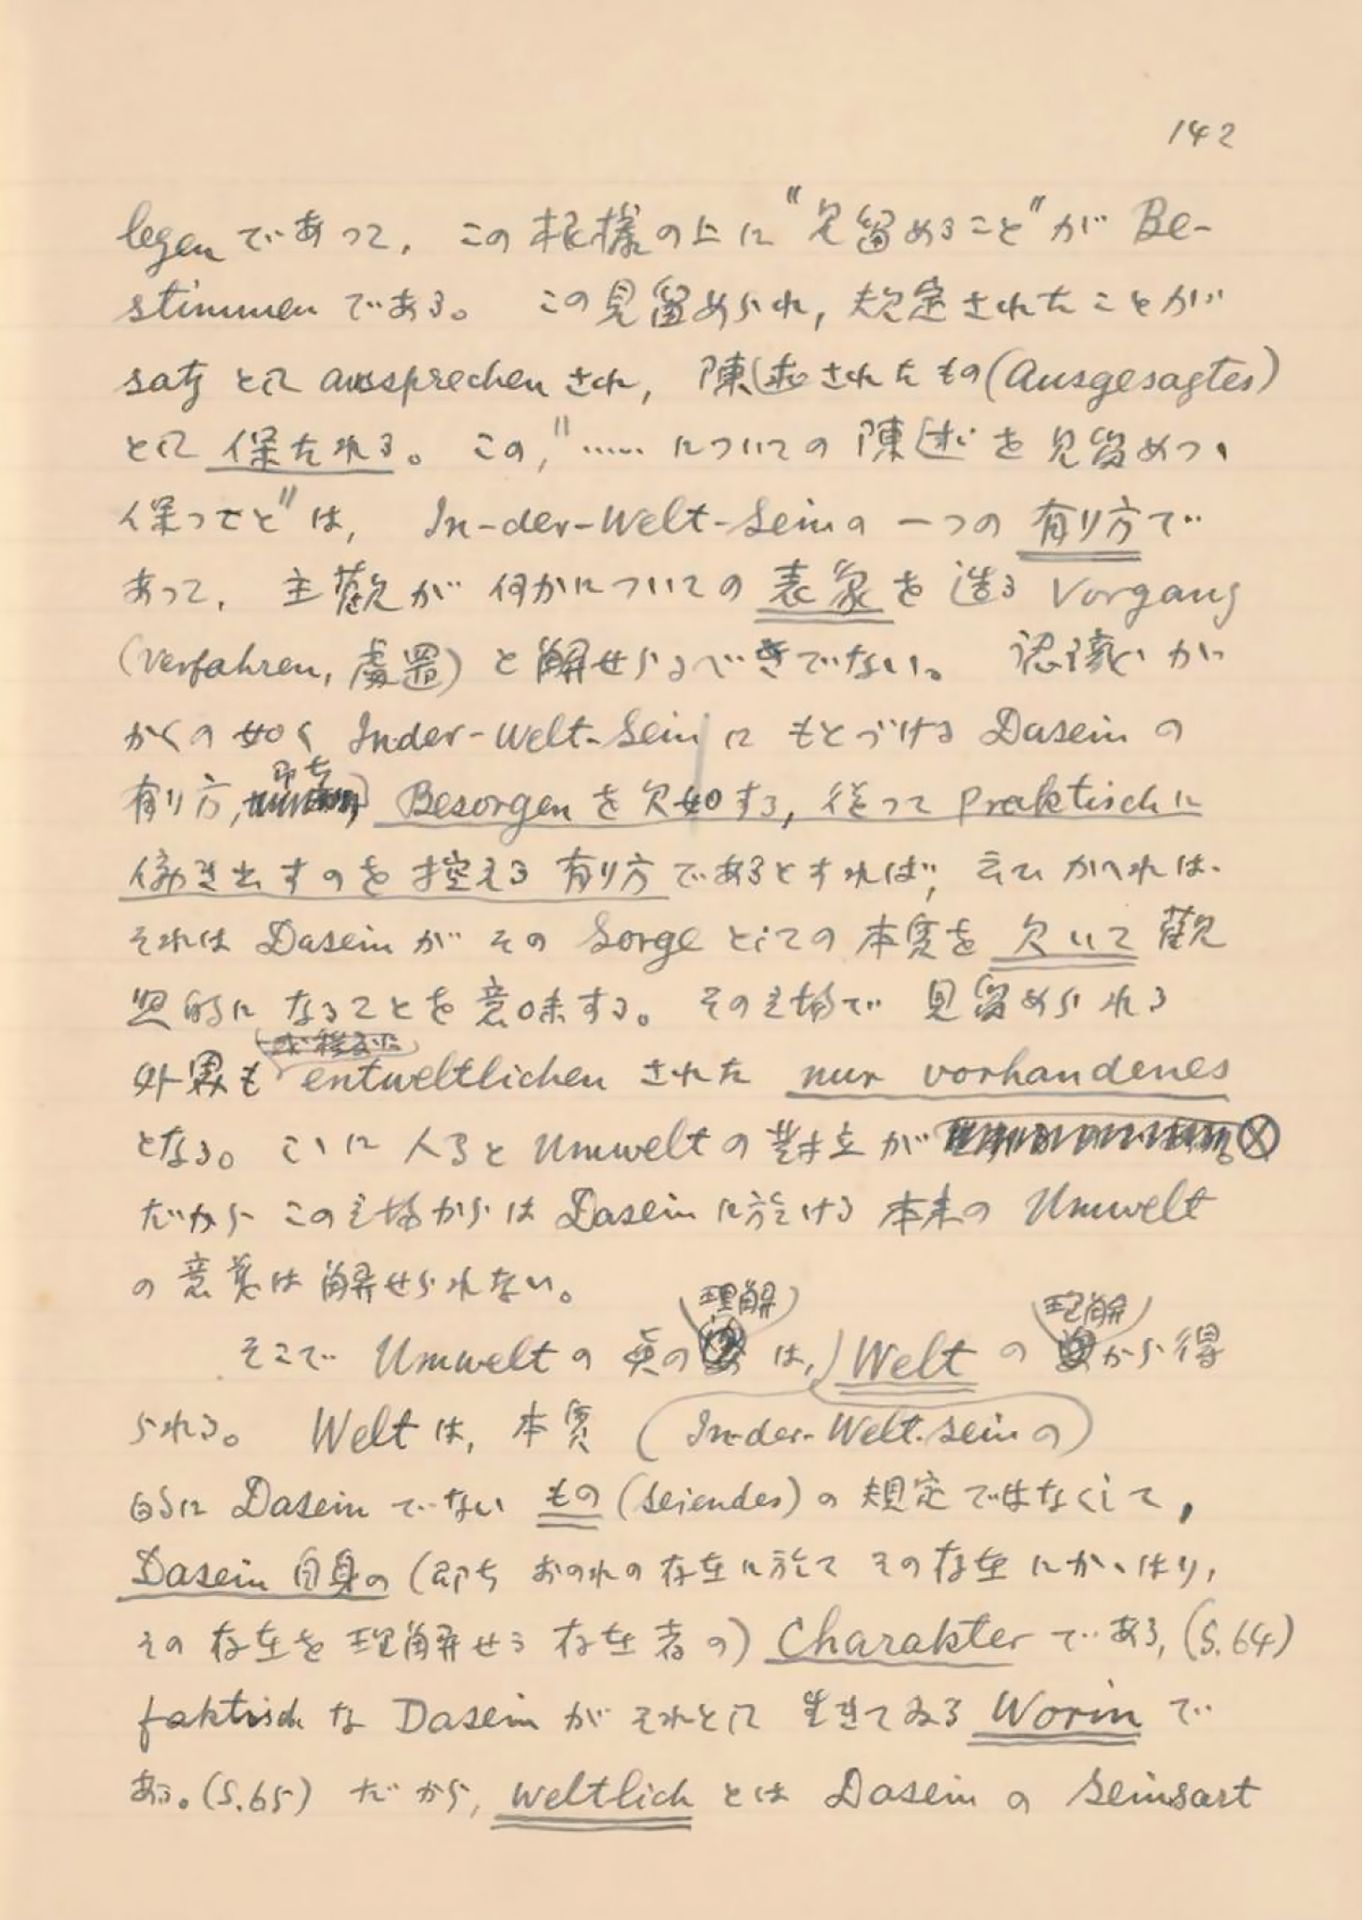 142
legenであって，この根據の上に"見留めること"がBe-
stimmenである。この見留められ，規定されたことが
satzとしてaussprechenされ，陳述されたもの(Ausgesagtes)
として保たれる。この，"……についての陳述を見留めつゝ
保つこと"は，In-der-Welt-Seinの一つの有り方で
あって，主觀が何かについての表象を造るVorgang
(Verfahren，處置)と解せらるべきでない。認識が
かくの如くInder-Welt-SeinにもとづけるDaseinの
有り方，即ち Besorgenを欠如する，従ってpraktischに
働き出すのを控える有り方であるとすれば，云ひかへれば
それはDaseinがそのSorgeとしての本質を欠いて觀
照的になることを意味する。その立場で見留められる
外界もentweltlichenされたnur vorhandenes
となる。こゝに人るとUmweltの對立が ⊗
だからこの立場からはDaseinに於ける本来のUmwelt
の意義は解せられない。
理解 理解
そこでUmweltの真の は，Weltの から得
られる。Weltは，本質(In-der-Welt-seinの)
的にDaseinでないもの(seiendes)の規定ではなくして，
Dasein自身の(即ちおのれの存在に於てその存在にかゝはり，
その存在を理解せる存在者の)Charakterである，(S.64)
faktischなDaseinがそれとして生きてゐるWorinで
ある。(S.65) だから，weltlichとはDaseinのSeinsart